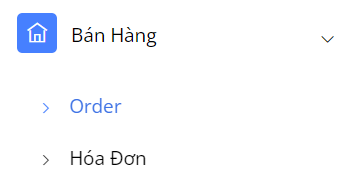 Bán Hàng
Order
Hóa Đơn